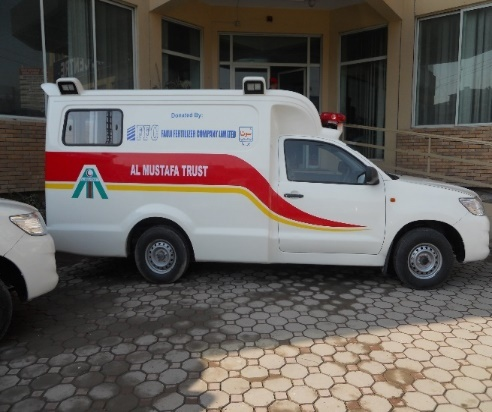 Donated By:
FFC FAUJI FERTILIZER COMPANY LIMITED
AL MUSTAFA TRUST